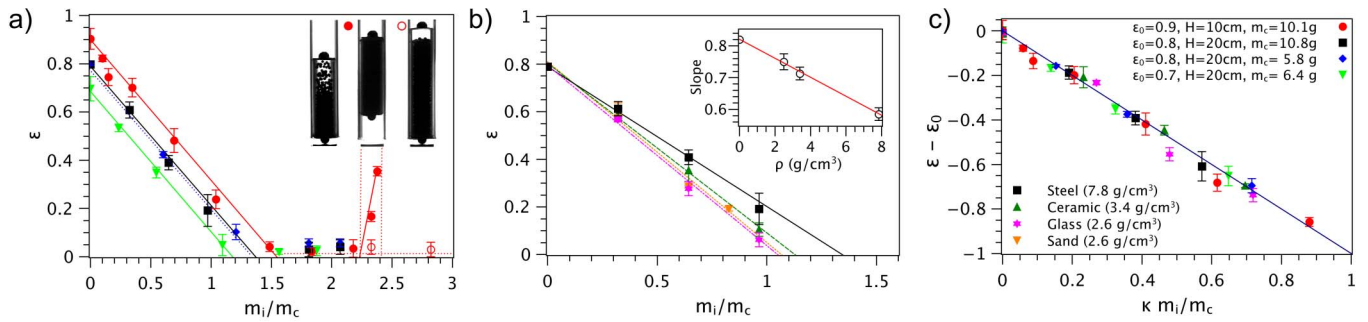 a)
1
0.8
0.6
0.4
0.2
0
ε
0
0.5
1
1.5
2
2.5
3
mᵢ/m꜀
b)
1
0.8
0.6
0.4
0.2
0
ε
0
0.5
1
1.5
mᵢ/m꜀
0.8
0.7
0.6
Slope
0
2
4
6
8
ρ (g/cm³)
c)
0
−0.2
−0.4
−0.6
−0.8
−1
ε - ε₀
0
0.2
0.4
0.6
0.8
1
κ mᵢ/m꜀
ε₀=0.9, H=10cm, m꜀=10.1g
ε₀=0.8, H=20cm, m꜀=10.8g
ε₀=0.8, H=20cm, m꜀= 5.8 g
ε₀=0.7, H=20cm, m꜀= 6.4 g
Steel (7.8 g/cm³)
Ceramic (3.4 g/cm³)
Glass (2.6 g/cm³)
Sand (2.6 g/cm³)